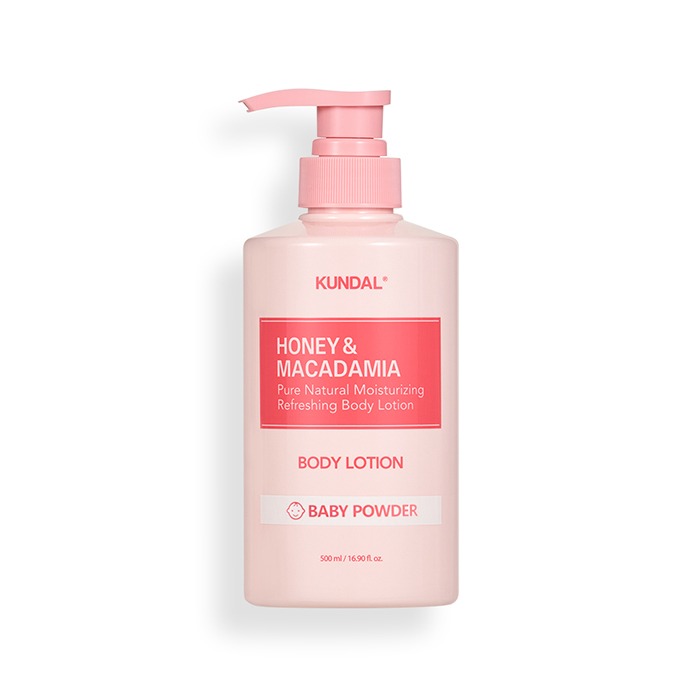 KUNDAL®
HONEY &
MACADAMIA
Pure Natural Moisturizing
Refreshing Body Lotion
BODY LOTION
BABY POWDER
500 ml / 16.90 fl. oz.